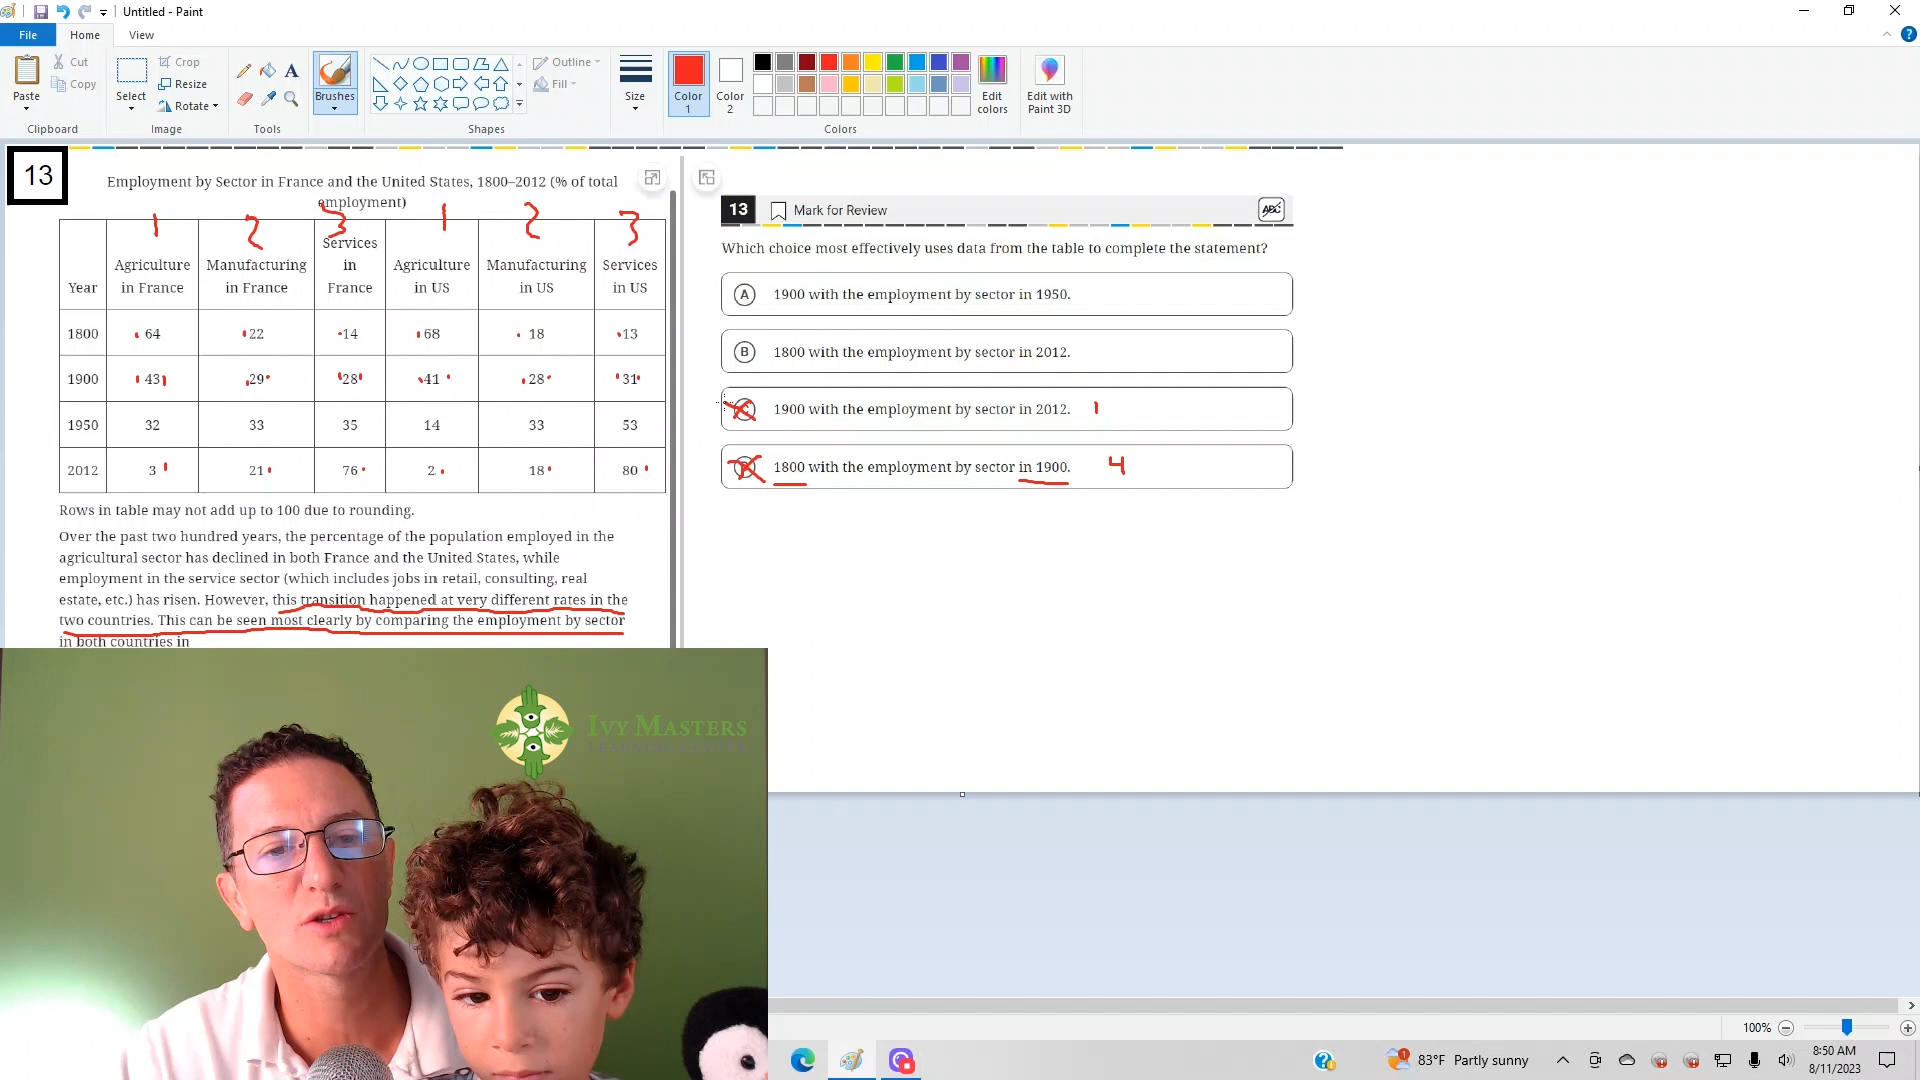 Untitled - Paint
File Home View
Paste
Cut
Copy
Clipboard
Select
Crop
Resize
Rotate
Image
Tools
Brushes
Shapes
Outline
Fill
Size
Color 1
Color 2
Colors
Edit colors
Edit with Paint 3D
13
Employment by Sector in France and the United States, 1800–2012 (% of total
employment)
1 2 3 1 2 3
Year Agriculture in France Manufacturing in France Services in France Agriculture in US Manufacturing in US Services in US
1800 64 22 14 68 18 13
1900 43 29 28 41 28 31
1950 32 33 35 14 33 53
2012 3 21 76 2 18 80
Rows in table may not add up to 100 due to rounding.
Over the past two hundred years, the percentage of the population employed in the
agricultural sector has declined in both France and the United States, while
employment in the service sector (which includes jobs in retail, consulting, real
estate, etc.) has risen. However, this transition happened at very different rates in the
two countries. This can be seen most clearly by comparing the employment by sector
in both countries in
13 Mark for Review ABC
Which choice most effectively uses data from the table to complete the statement?
A 1900 with the employment by sector in 1950.
B 1800 with the employment by sector in 2012.
C 1900 with the employment by sector in 2012. 1
D 1800 with the employment by sector in 1900. 4
IVY MASTERS
100%
83°F Partly sunny
8:50 AM
8/11/2023